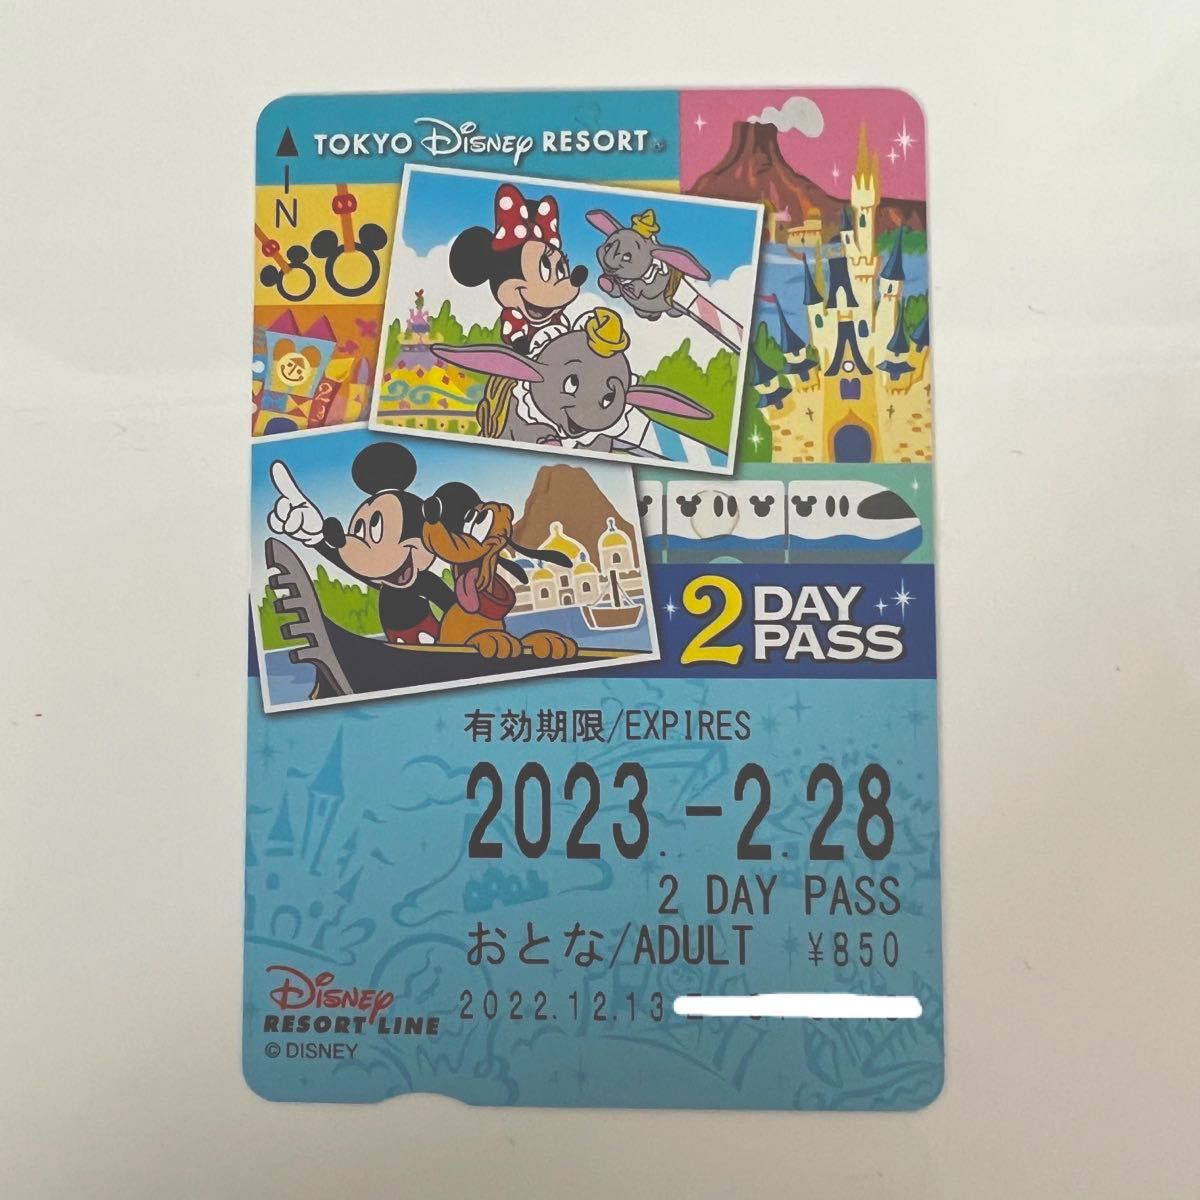 TOKYO Disney RESORT
N
2 DAY PASS
有効期限/EXPIRES
2023.-2.28
2 DAY PASS
おとな/ADULT ¥850
2022.12.13
Disney
RESORT LINE
© DISNEY